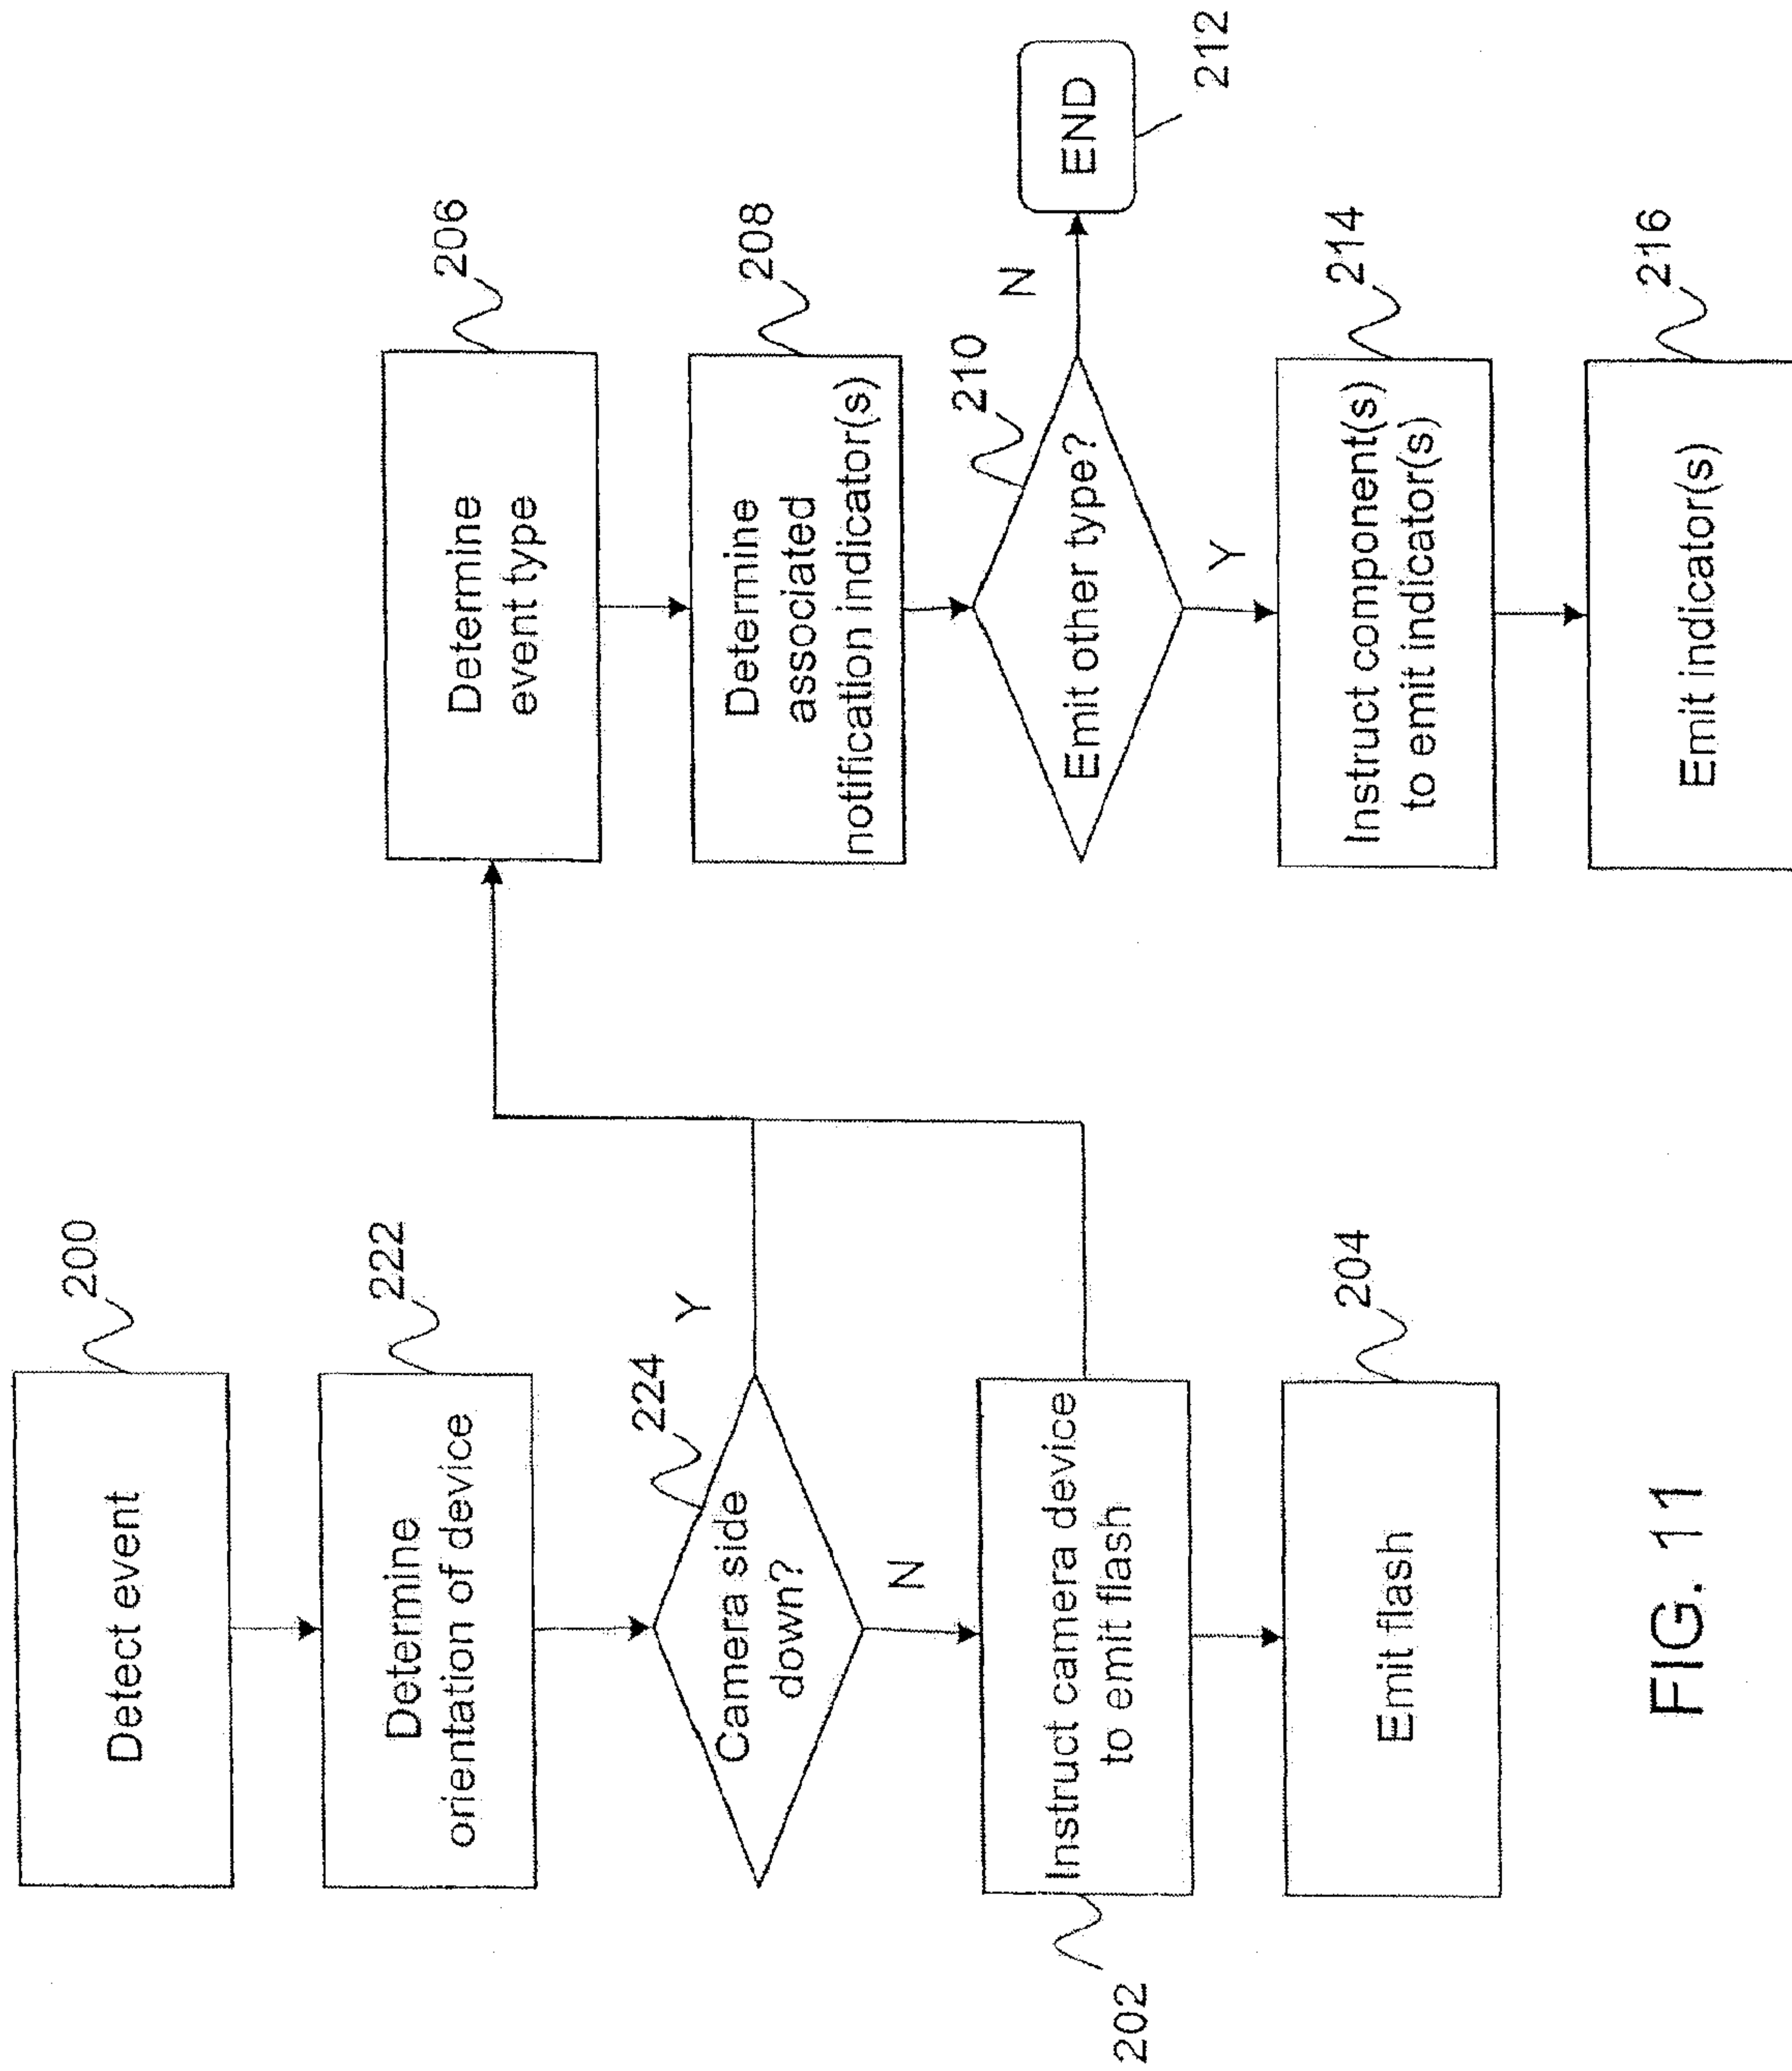 200
Detect event
222
Determine
orientation of device
224
Camera side
down?
Y
N
202
Instruct camera device
to emit flash
204
Emit flash
206
Determine
event type
208
Determine
associated
notification indicator(s)
210
Emit other type?
N
END
212
Y
214
Instruct component(s)
to emit indicator(s)
216
Emit indicator(s)
FIG. 11